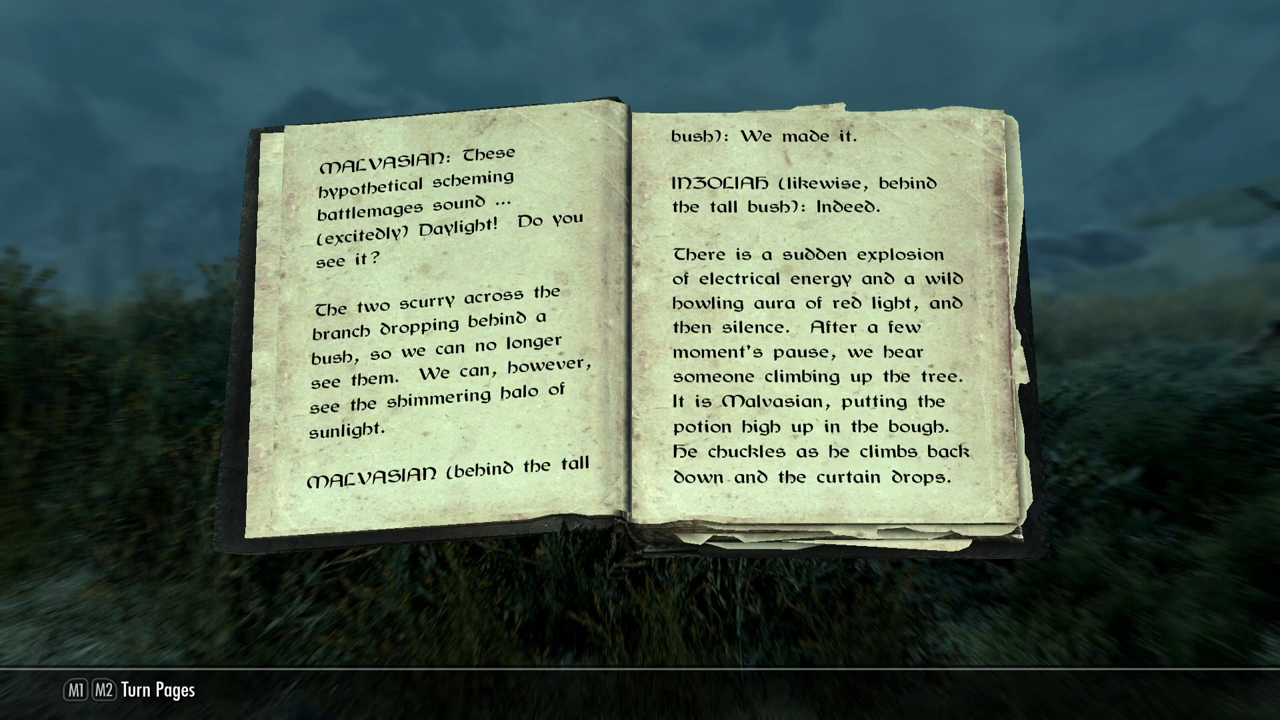 MALVASIAN: These
hypothetical scheming
battlemages sound ...
(excitedly) Daylight! Do you
see it?
The two scurry across the
branch dropping behind a
bush, so we can no longer
see them. We can, however,
see the shimmering halo of
sunlight.
MALVASIAN (behind the tall
bush): We made it.
INZOLIAH (likewise, behind
the tall bush): Indeed.
There is a sudden explosion
of electrical energy and a wild
howling aura of red light, and
then silence. After a few
moment's pause, we hear
someone climbing up the tree.
It is Malvasian, putting the
potion high up in the bough.
He chuckles as he climbs back
down and the curtain drops.
M1 M2 Turn Pages